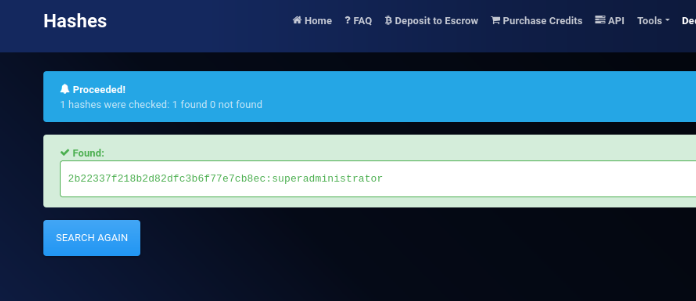 Hashes
Home ? FAQ Deposit to Escrow Purchase Credits API Tools
Proceeded!
1 hashes were checked: 1 found 0 not found
Found:
2b22337f218b2d82dfc3b6f77e7cb8ec:superadministrator
SEARCH AGAIN